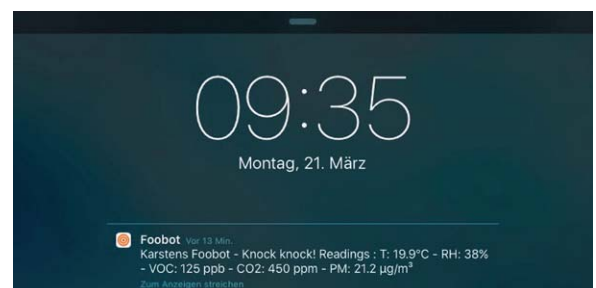 09:35
Montag, 21. März
Foobot Vor 13 Min.
Karstens Foobot - Knock knock! Readings : T: 19.9°C - RH: 38%
- VOC: 125 ppb - CO2: 450 ppm - PM: 21.2 µg/m³
Zum Anzeigen streichen